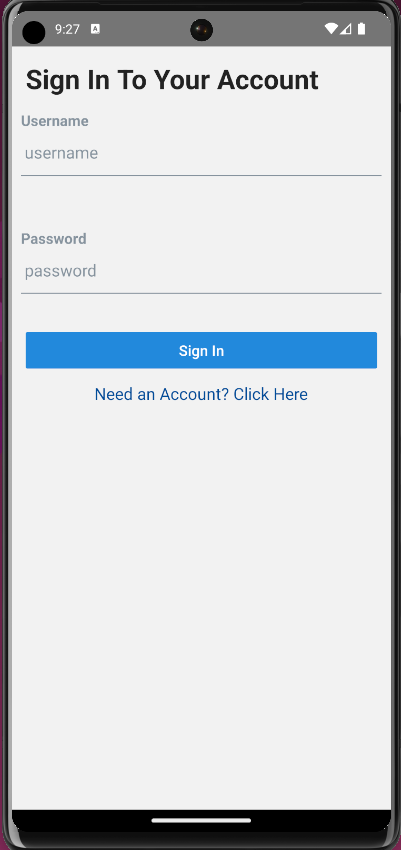 9:27 A
Sign In To Your Account
Username
username
Password
password
Sign In
Need an Account? Click Here